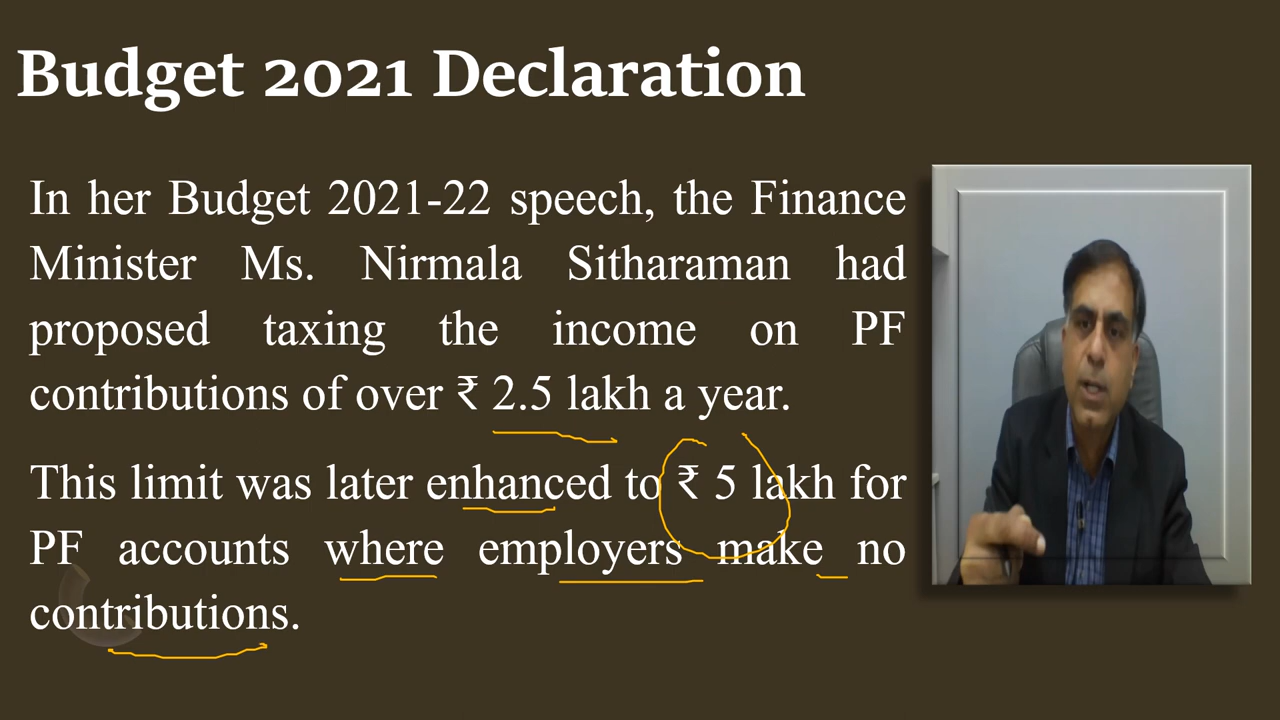 Budget 2021 Declaration
In her Budget 2021-22 speech, the Finance
Minister Ms. Nirmala Sitharaman had
proposed taxing the income on PF
contributions of over ₹ 2.5 lakh a year.
This limit was later enhanced to ₹ 5 lakh for
PF accounts where employers make no
contributions.